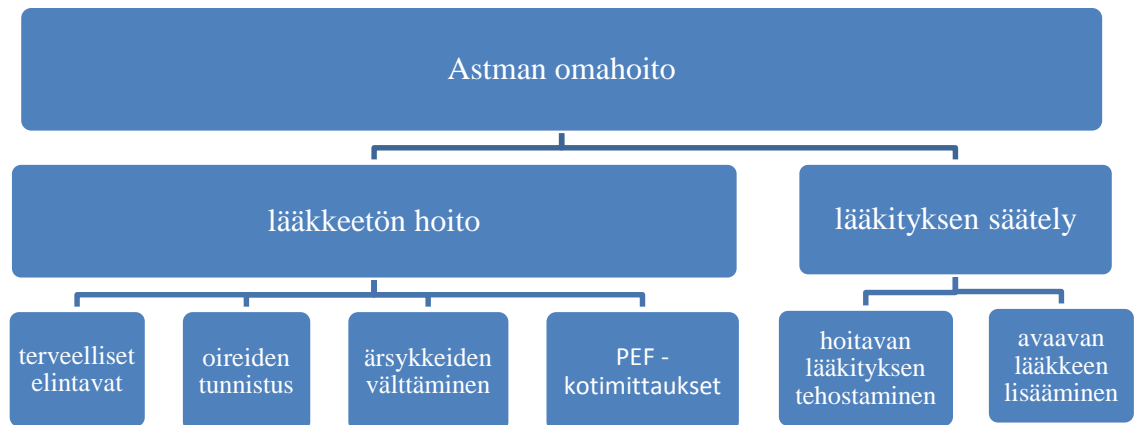 Astman omahoito
lääkkeetön hoito
lääkityksen säätely
terveelliset
elintavat
oireiden
tunnistus
ärsykkeiden
välttäminen
PEF -
kotimittaukset
hoitavan
lääkityksen
tehostaminen
avaavan
lääkkeen
lisääminen